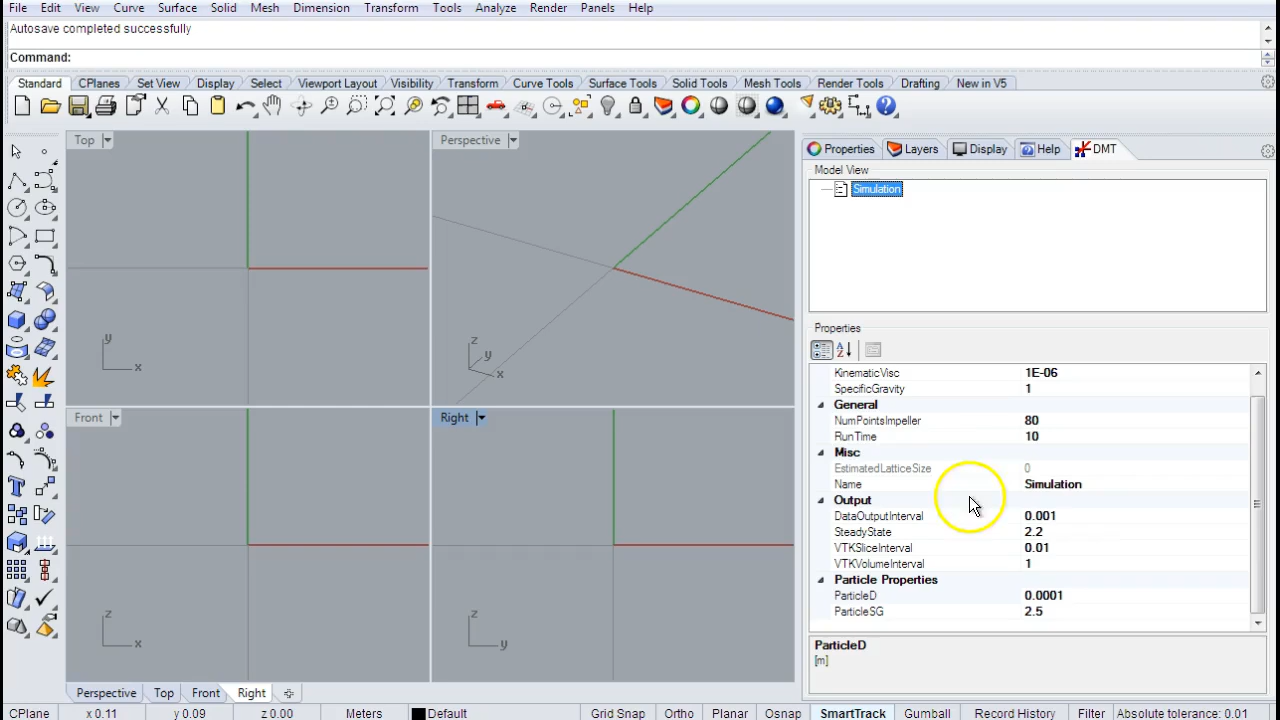 File Edit View Curve Surface Solid Mesh Dimension Transform Tools Analyze Render Panels Help
Autosave completed successfully
Command:
Standard CPlanes Set View Display Select Viewport Layout Visibility Transform Curve Tools Surface Tools Solid Tools Mesh Tools Render Tools Drafting New in V5
Top
y
x
Perspective
z
y
x
Front
z
x
Right
z
y
Perspective Top Front Right
Properties Layers Display Help DMT
Model View
Simulation
Properties
KinematicVisc 1E-06
SpecificGravity 1
General
NumPointsImpeller 80
RunTime 10
Misc
EstimatedLatticeSize 0
Name Simulation
Output
DataOutputInterval 0.001
SteadyState 2.2
VTKSliceInterval 0.01
VTKVolumeInterval 1
Particle Properties
ParticleD 0.0001
ParticleSG 2.5
ParticleD
[m]
CPlane x 0.11 y 0.09 z 0.00 Meters Default Grid Snap Ortho Planar Osnap SmartTrack Gumball Record History Filter Absolute tolerance: 0.01